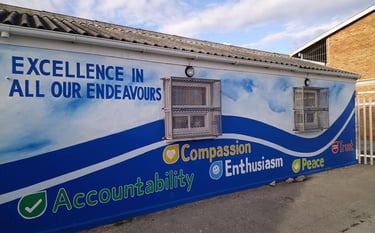 EXCELLENCE IN
ALL OUR ENDEAVOURS
Accountability
Compassion
Enthusiasm
Peace
Trust